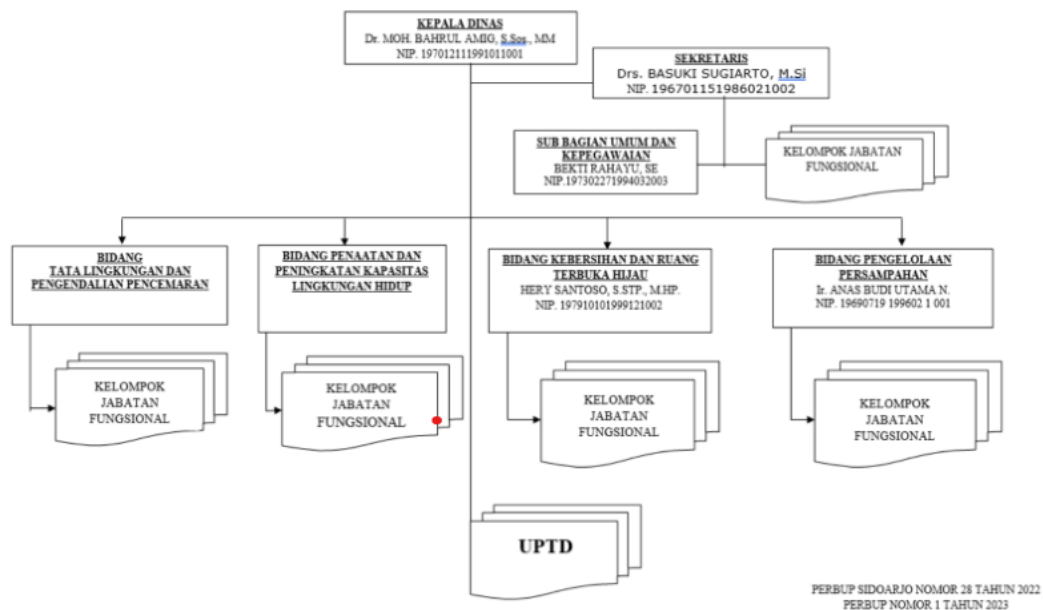 KEPALA DINAS
Dr. MOH. BAHRUL AMIG, S.Sos., MM
NIP. 197012111991011001
SEKRETARIS
Drs. BASUKI SUGIARTO, M.Si
NIP. 196701151986021002
SUB BAGIAN UMUM DAN
KEPEGAWAIAN
BEKTI RAHAYU, SE
NIP.197302271994032003
KELOMPOK JABATAN
FUNGSIONAL
BIDANG
TATA LINGKUNGAN DAN
PENGENDALIAN PENCEMARAN
BIDANG PENAATAN DAN
PENINGKATAN KAPASITAS
LINGKUNGAN HIDUP
BIDANG KEBERSIHAN DAN RUANG
TERBUKA HIJAU
HERY SANTOSO, S.STP., M.HP.
NIP. 197910101999121002
BIDANG PENGELOLAAN
PERSAMPAHAN
Ir. ANAS BUDI UTAMA N.
NIP. 19690719 199602 1 001
KELOMPOK
JABATAN
FUNGSIONAL
KELOMPOK
JABATAN
FUNGSIONAL
KELOMPOK
JABATAN
FUNGSIONAL
KELOMPOK
JABATAN
FUNGSIONAL
UPTD
PERBUP SIDOARJO NOMOR 28 TAHUN 2022
PERBUP NOMOR 1 TAHUN 2023